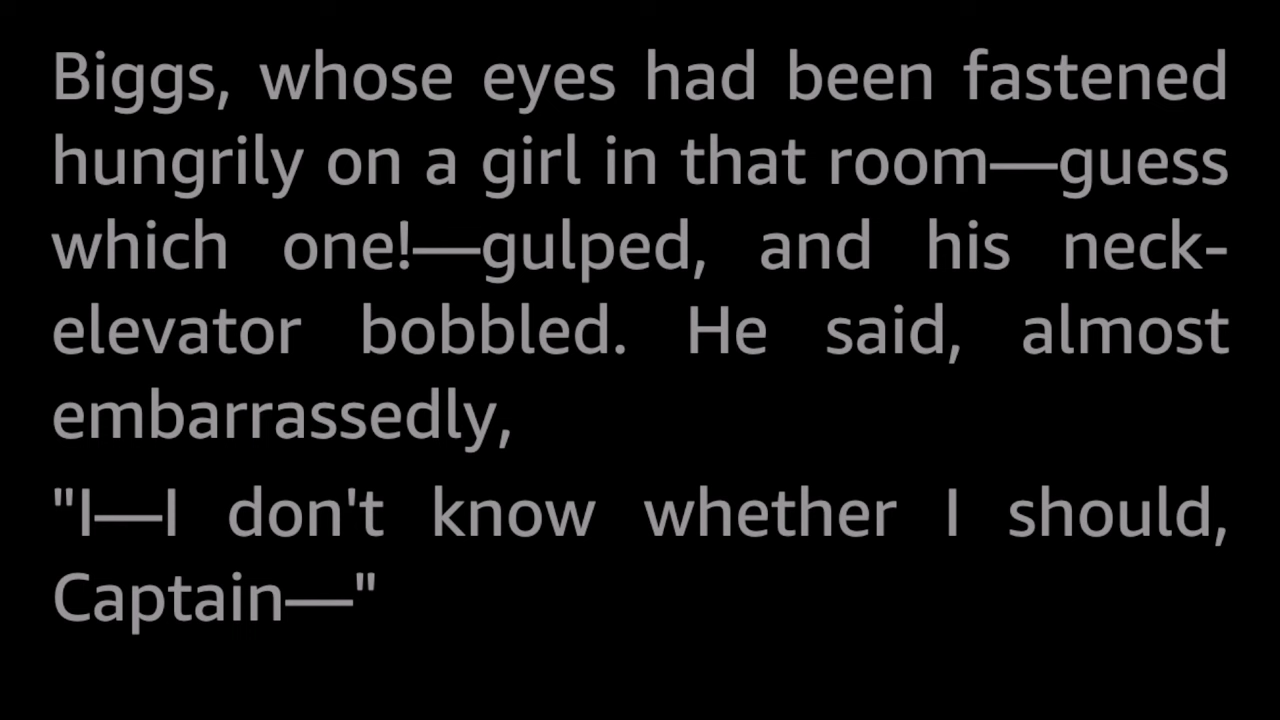 Biggs, whose eyes had been fastened
hungrily on a girl in that room—guess
which one!—gulped, and his neck-
elevator bobbled. He said, almost
embarrassedly,
"I—I don't know whether I should,
Captain—"